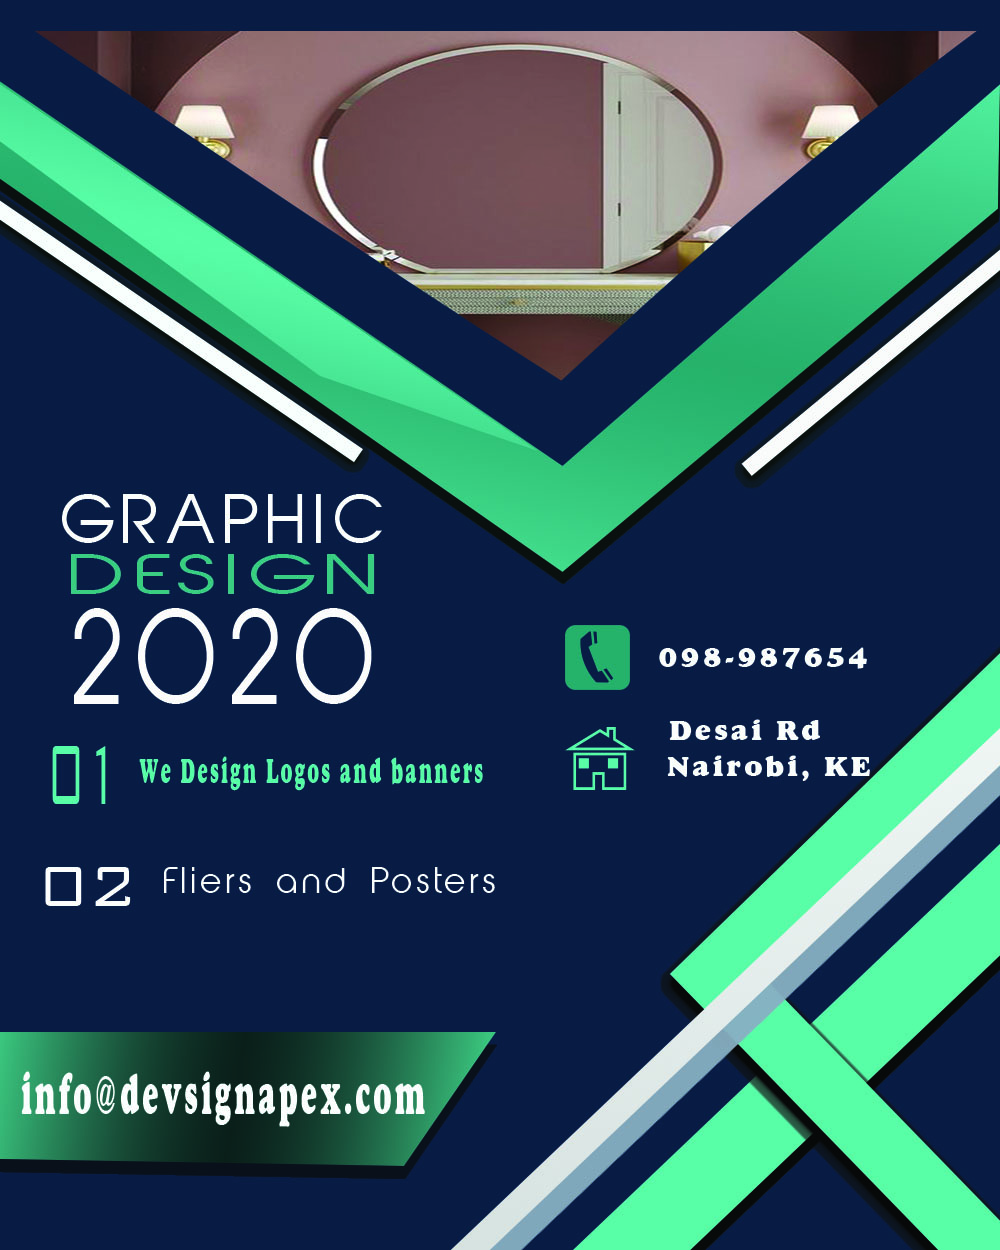 GRAPHIC
DESIGN
2020
01 We Design Logos and banners
02 Fliers and Posters
098-987654
Desai Rd
Nairobi, KE
info@devsignapex.com